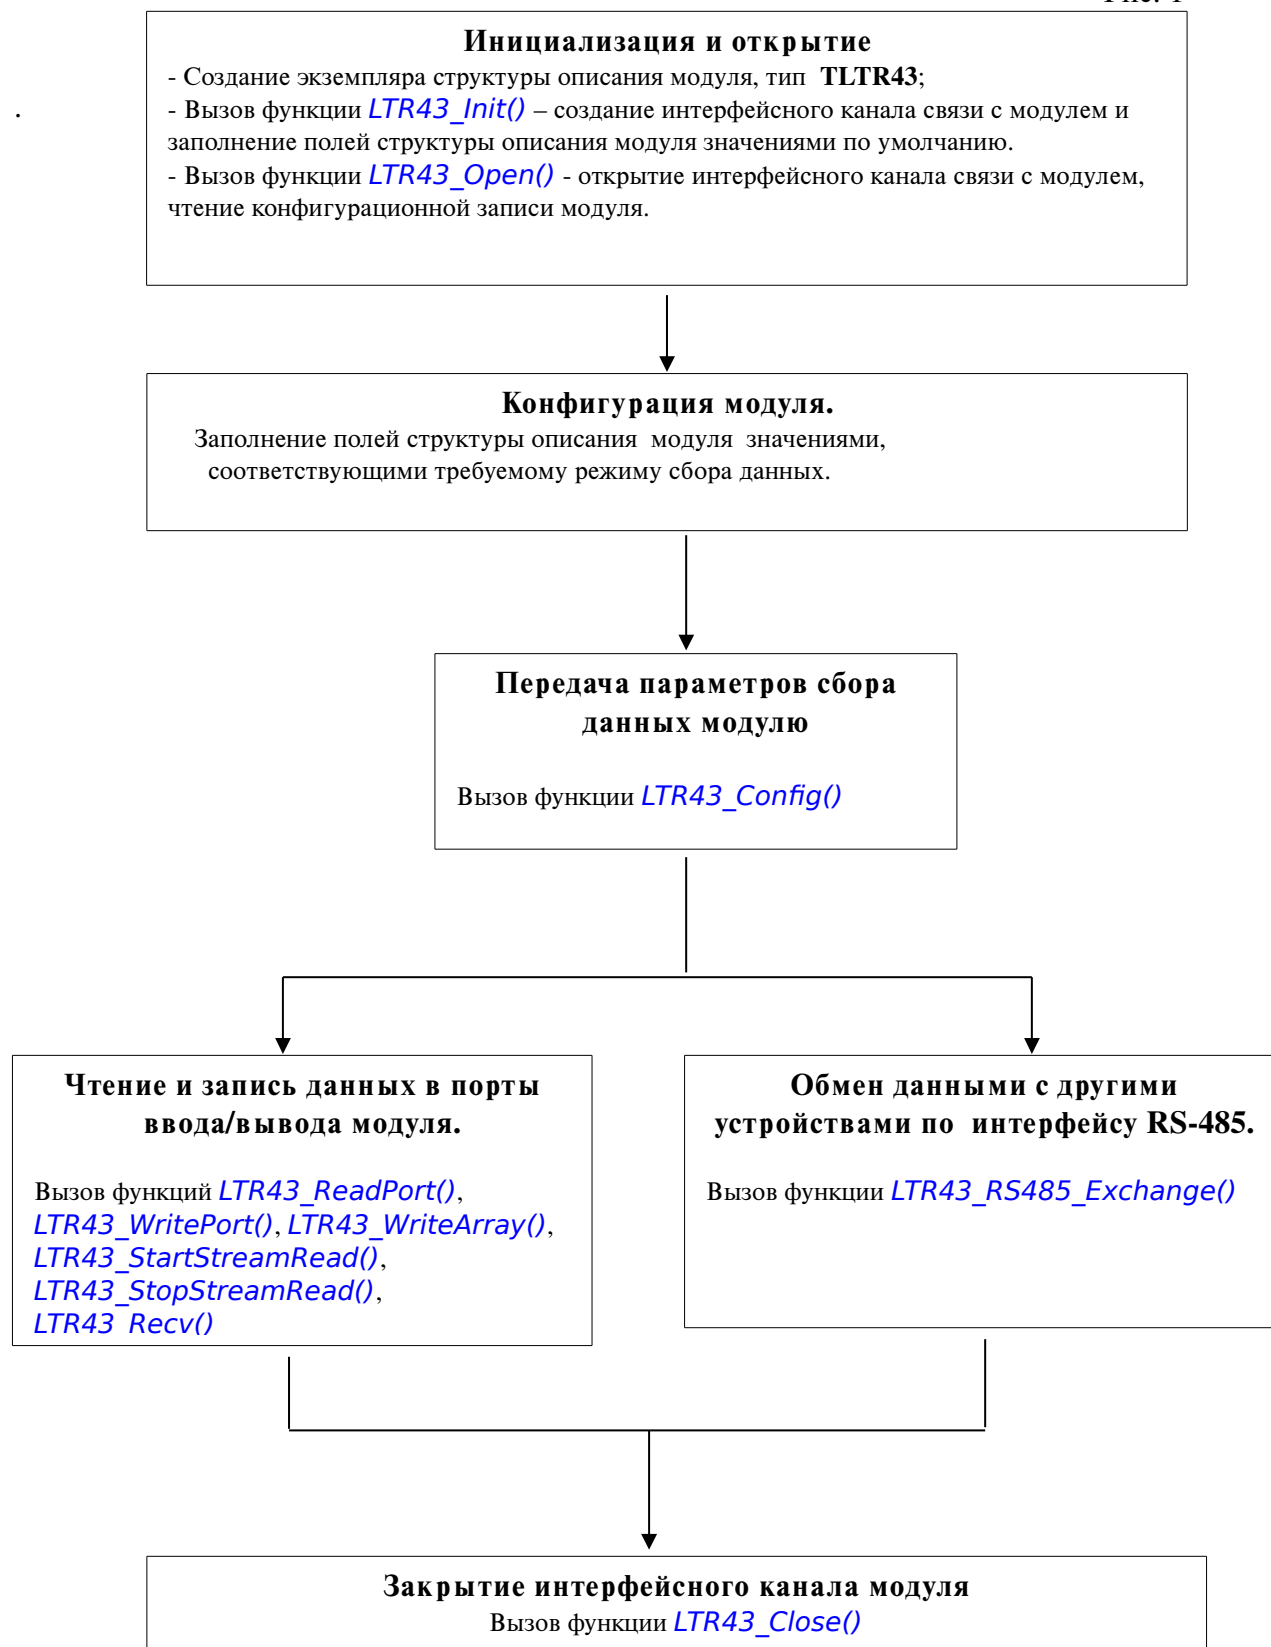 Инициализация и открытие
- Создание экземпляра структуры описания модуля, тип TLTR43;
- Вызов функции LTR43_Init() – создание интерфейсного канала связи с модулем и
заполнение полей структуры описания модуля значениями по умолчанию.
- Вызов функции LTR43_Open() - открытие интерфейсного канала связи с модулем,
чтение конфигурационной записи модуля.
.
Конфигурация модуля.
Заполнение полей структуры описания модуля значениями,
соответствующими требуемому режиму сбора данных.
Передача параметров сбора
данных модулю
Вызов функции LTR43_Config()
Чтение и запись данных в порты
ввода/вывода модуля.
Вызов функций LTR43_ReadPort(),
LTR43_WritePort(), LTR43_WriteArray(),
LTR43_StartStreamRead(),
LTR43_StopStreamRead(),
LTR43_Recv()
Обмен данными с другими
устройствами по интерфейсу RS-485.
Вызов функции LTR43_RS485_Exchange()
Закрытие интерфейсного канала модуля
Вызов функции LTR43_Close()